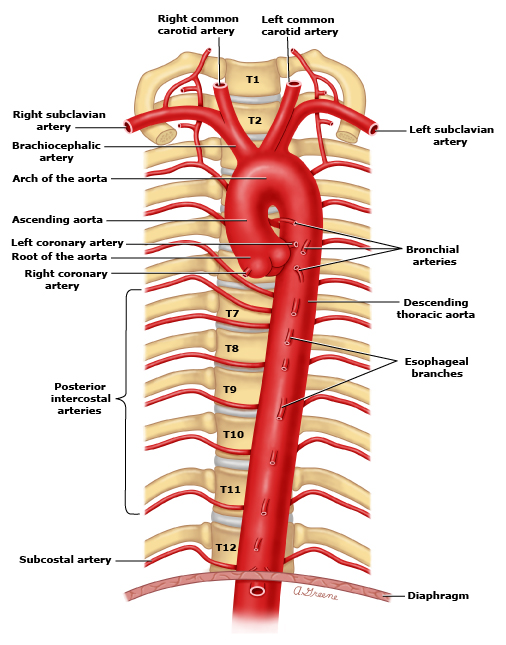 Right common
carotid artery
Left common
carotid artery
T1
T2
Right subclavian
artery
Left subclavian
artery
Brachiocephalic
artery
Arch of the aorta
Ascending aorta
Left coronary artery
Root of the aorta
Right coronary
artery
Bronchial
arteries
Descending
thoracic aorta
T7
T8
Esophageal
branches
Posterior
intercostal
arteries
T9
T10
T11
T12
Subcostal artery
A.Greene
Diaphragm